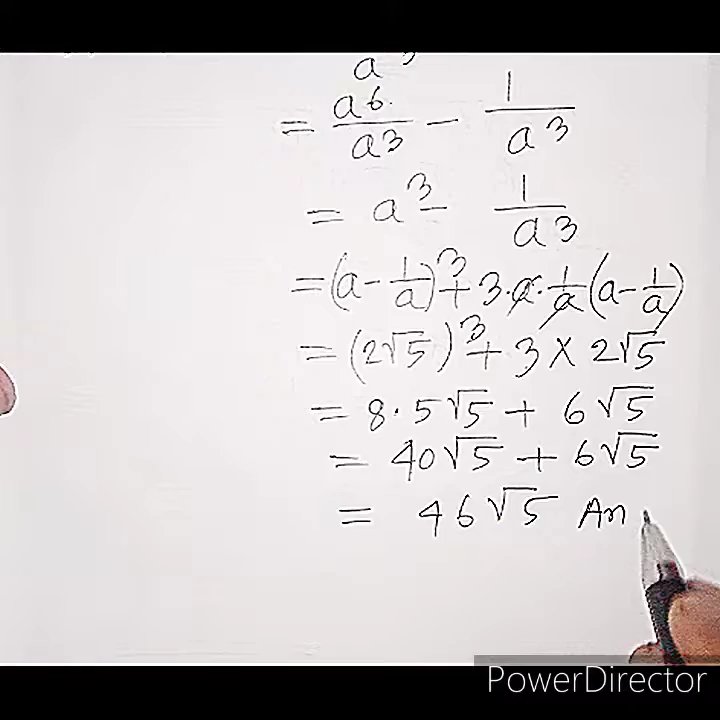 a³
= a⁶/a³ - 1/a³
= a³ - 1/a³
= (a - 1/a)³ + 3·a·1/a (a - 1/a)
= (2√5)³ + 3 × 2√5
= 8·5√5 + 6√5
= 40√5 + 6√5
= 46√5 An
PowerDirector